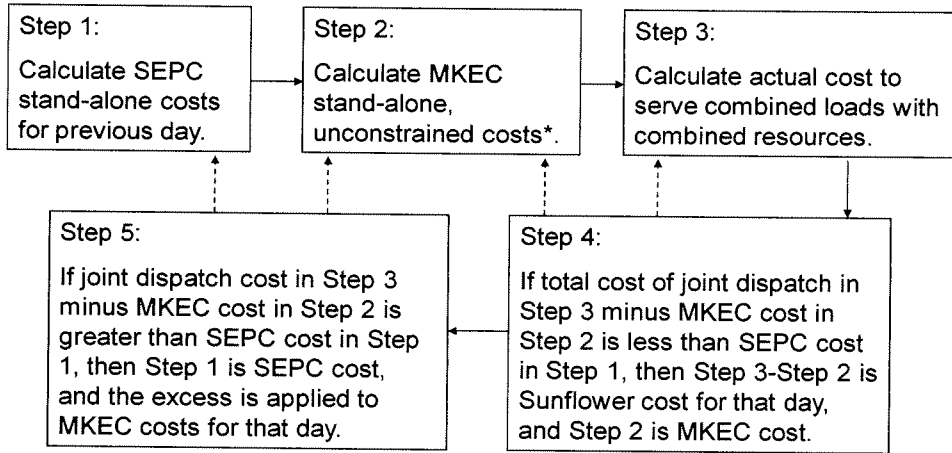 Step 1:
Calculate SEPC
stand-alone costs
for previous day.
Step 2:
Calculate MKEC
stand-alone,
unconstrained costs*.
Step 3:
Calculate actual cost to
serve combined loads with
combined resources.
Step 4:
If total cost of joint dispatch in
Step 3 minus MKEC cost in
Step 2 is less than SEPC cost
in Step 1, then Step 3-Step 2 is
Sunflower cost for that day,
and Step 2 is MKEC cost.
Step 5:
If joint dispatch cost in Step 3
minus MKEC cost in Step 2 is
greater than SEPC cost in Step
1, then Step 1 is SEPC cost,
and the excess is applied to
MKEC costs for that day.